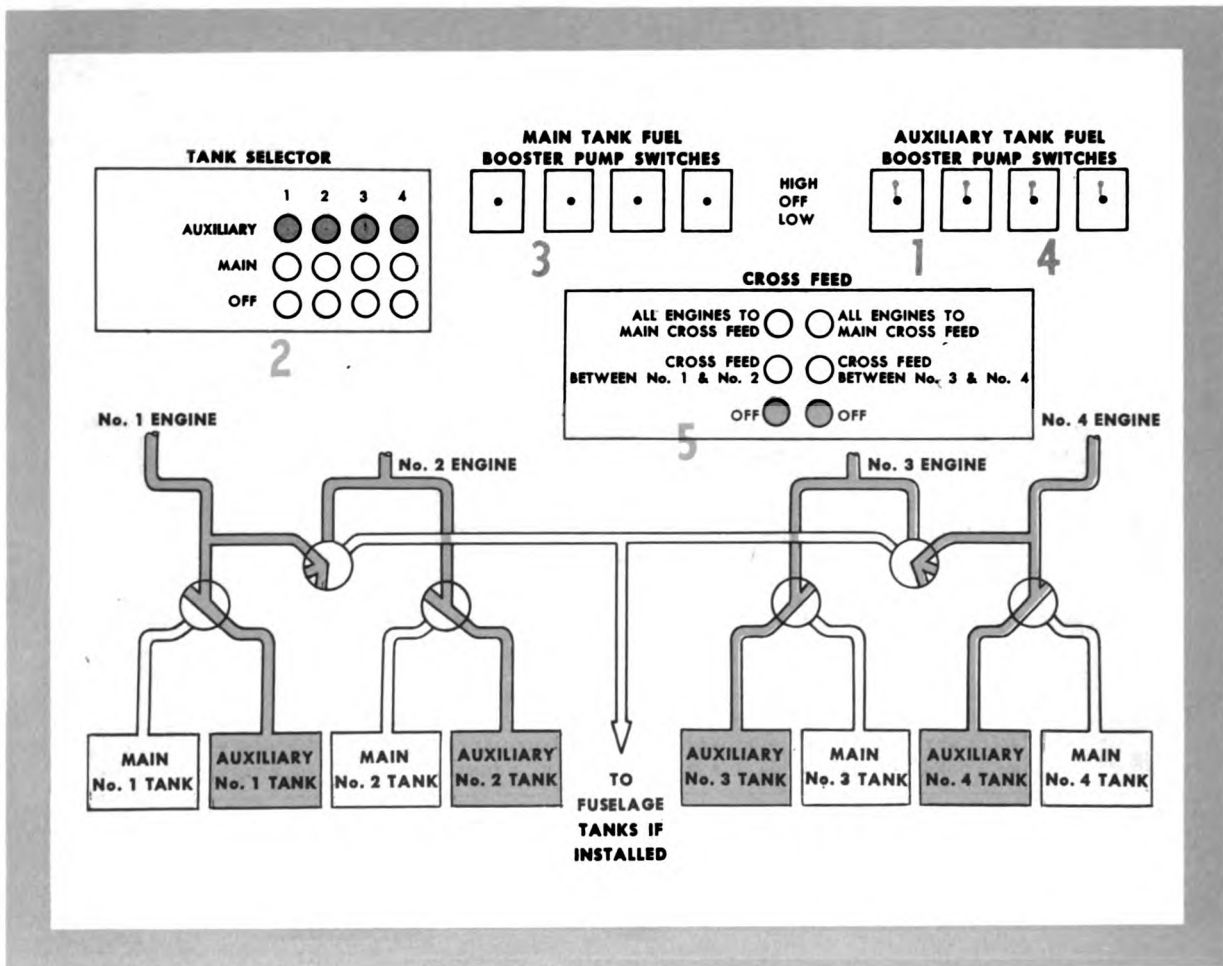 TANK SELECTOR
1 2 3 4
AUXILIARY
MAIN
OFF
2
MAIN TANK FUEL
BOOSTER PUMP SWITCHES
3
HIGH
OFF
LOW
AUXILIARY TANK FUEL
BOOSTER PUMP SWITCHES
1 4
CROSS FEED
ALL ENGINES TO
MAIN CROSS FEED
ALL ENGINES TO
MAIN CROSS FEED
CROSS FEED
BETWEEN No. 1 & No. 2
CROSS FEED
BETWEEN No. 3 & No. 4
OFF OFF
5
No. 1 ENGINE
No. 2 ENGINE
No. 3 ENGINE
No. 4 ENGINE
MAIN
No. 1 TANK
AUXILIARY
No. 1 TANK
MAIN
No. 2 TANK
AUXILIARY
No. 2 TANK
TO
FUSELAGE
TANKS IF
INSTALLED
AUXILIARY
No. 3 TANK
MAIN
No. 3 TANK
AUXILIARY
No. 4 TANK
MAIN
No. 4 TANK